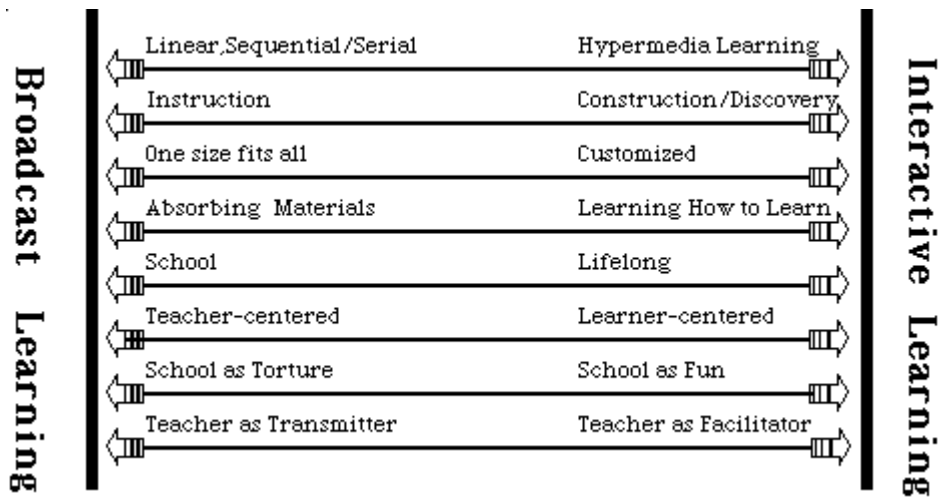 Broadcast Learning
Linear,Sequential/Serial Hypermedia Learning
Instruction Construction/Discovery
One size fits all Customized
Absorbing Materials Learning How to Learn
School Lifelong
Teacher-centered Learner-centered
School as Torture School as Fun
Teacher as Transmitter Teacher as Facilitator
Interactive Learning